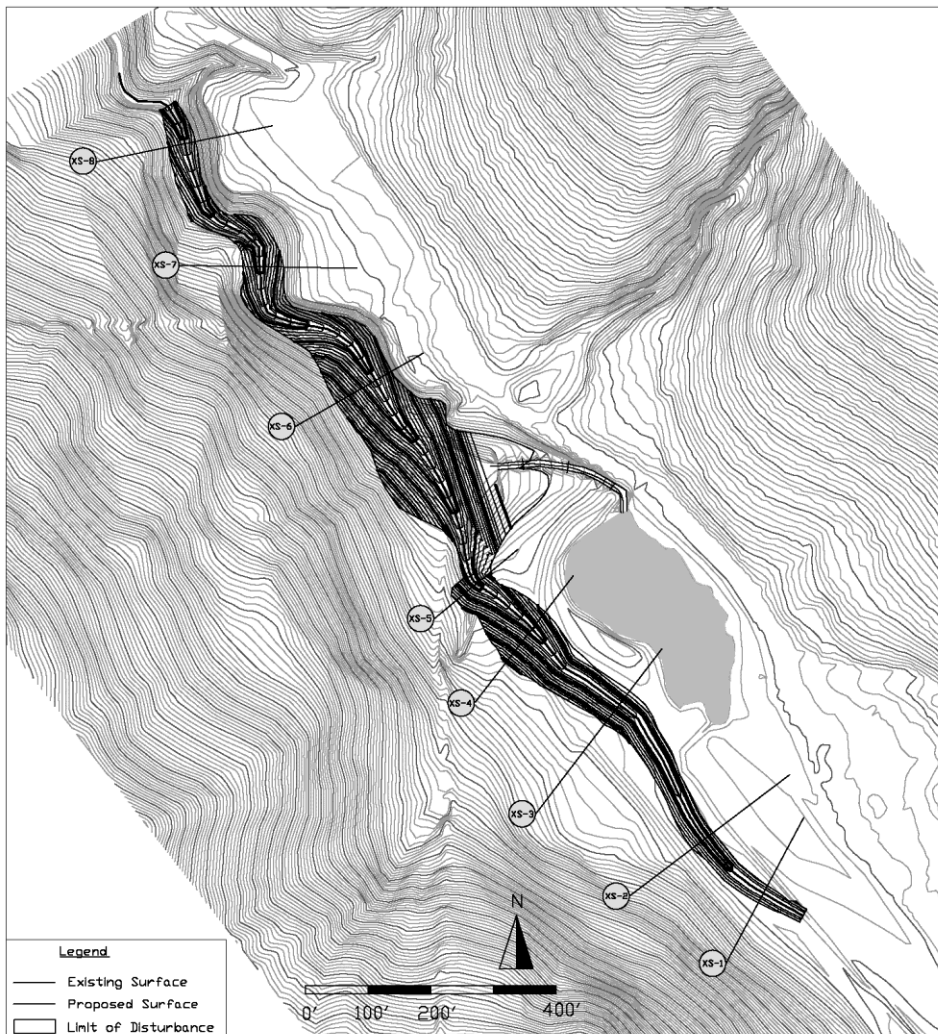 XS-8
XS-7
XS-6
XS-5
XS-4
XS-3
XS-2
XS-1
N
0' 100' 200' 400'
Legend
Existing Surface
Proposed Surface
Limit of Disturbance